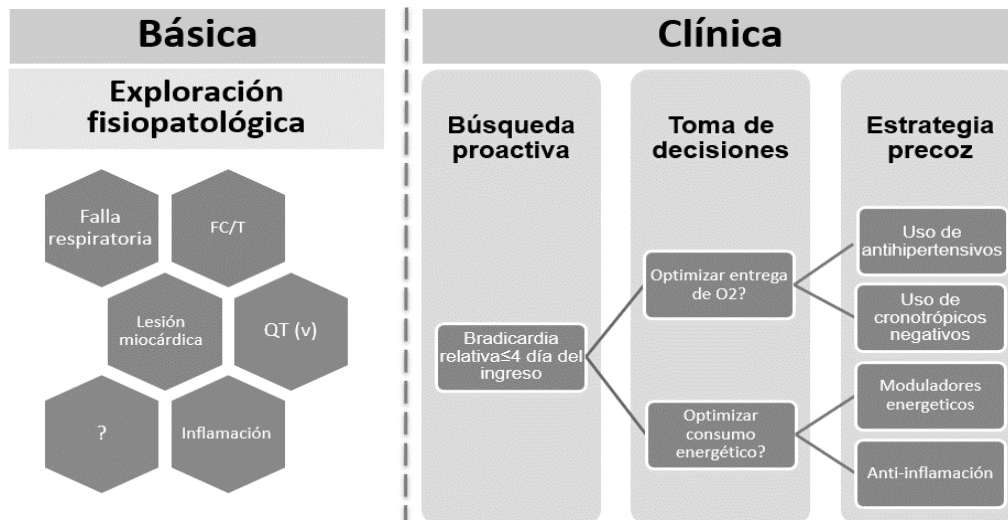 Básica
Exploración
fisiopatológica
Falla
respiratoria
FC/T
Lesión
miocárdica
QT (v)
?
Inflamación
Clínica
Búsqueda
proactiva
Bradicardia
relativa≤4 día del
ingreso
Toma de
decisiones
Optimizar entrega
de O2?
Optimizar
consumo
energético?
Estrategia
precoz
Uso de
antihipertensivos
Uso de
cronotrópicos
negativos
Moduladores
energeticos
Anti-inflamación